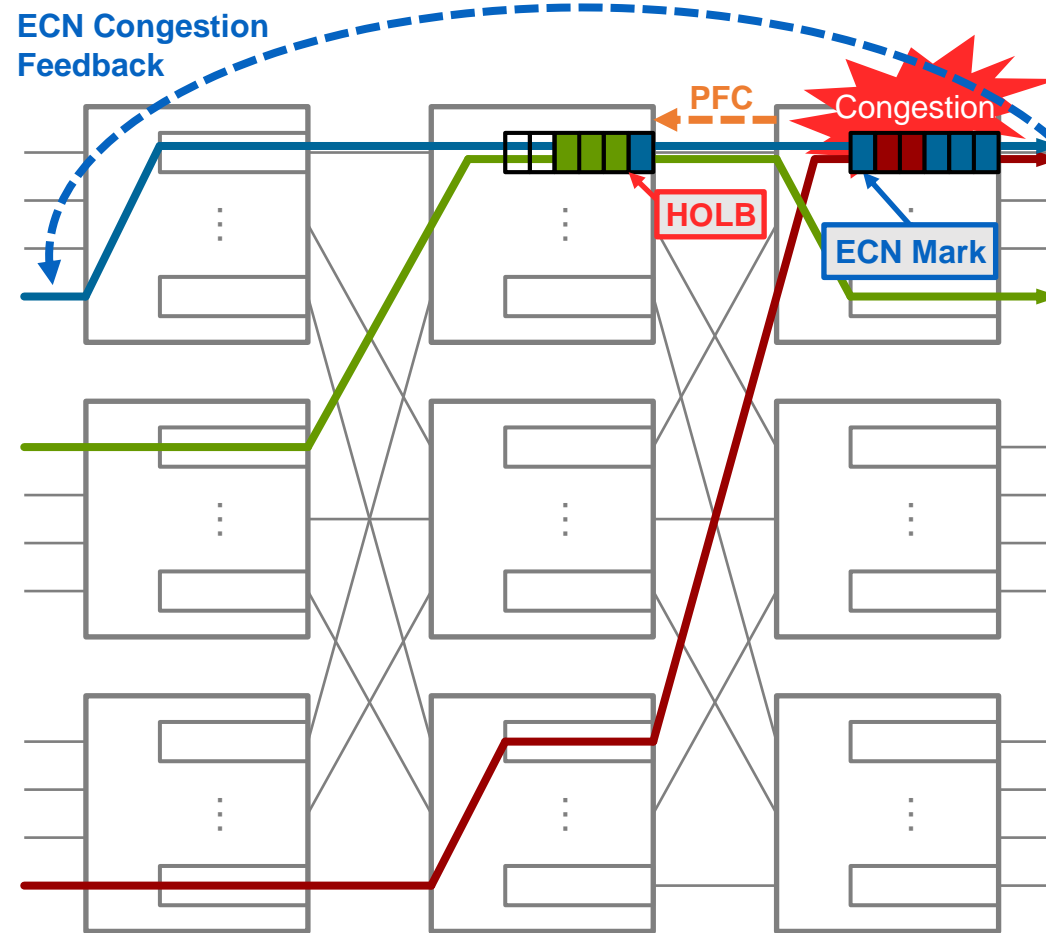 ECN Congestion
Feedback
PFC
Congestion
HOLB
ECN Mark